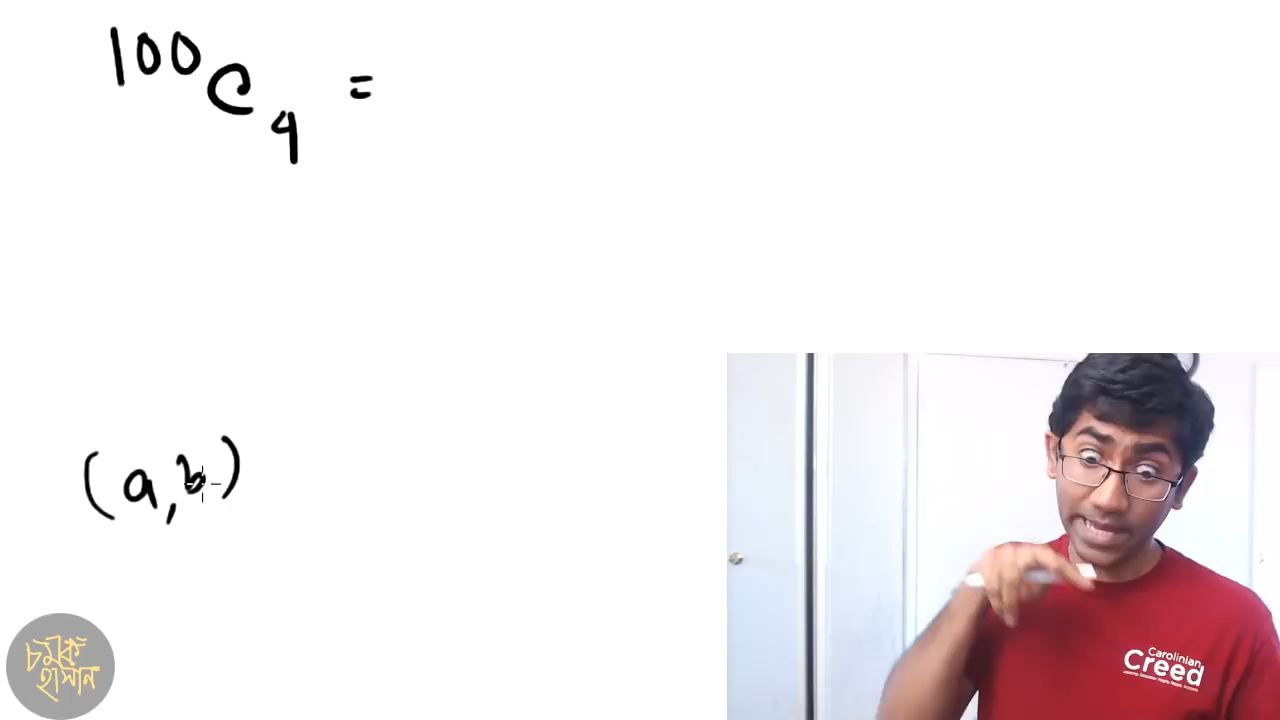 ¹⁰⁰C₄ =
(a,b)
চমক
হাসান
Carolinian
Creed